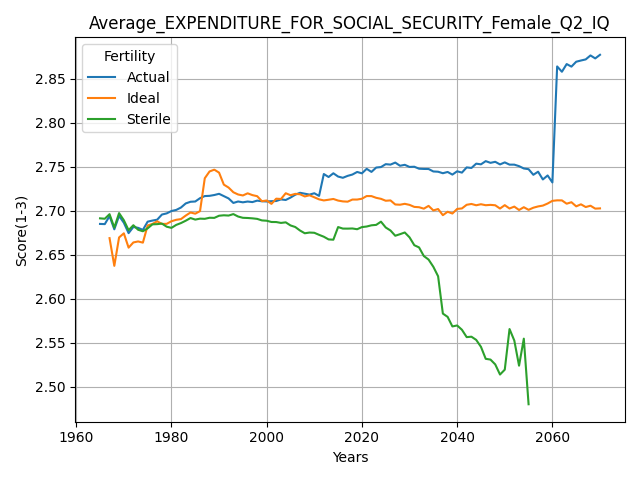 Average_EXPENDITURE_FOR_SOCIAL_SECURITY_Female_Q2_IQ
Fertility
Actual
Ideal
Sterile
Score(1-3)
2.85
2.80
2.75
2.70
2.65
2.60
2.55
2.50
1960 1980 2000 2020 2040 2060
Years